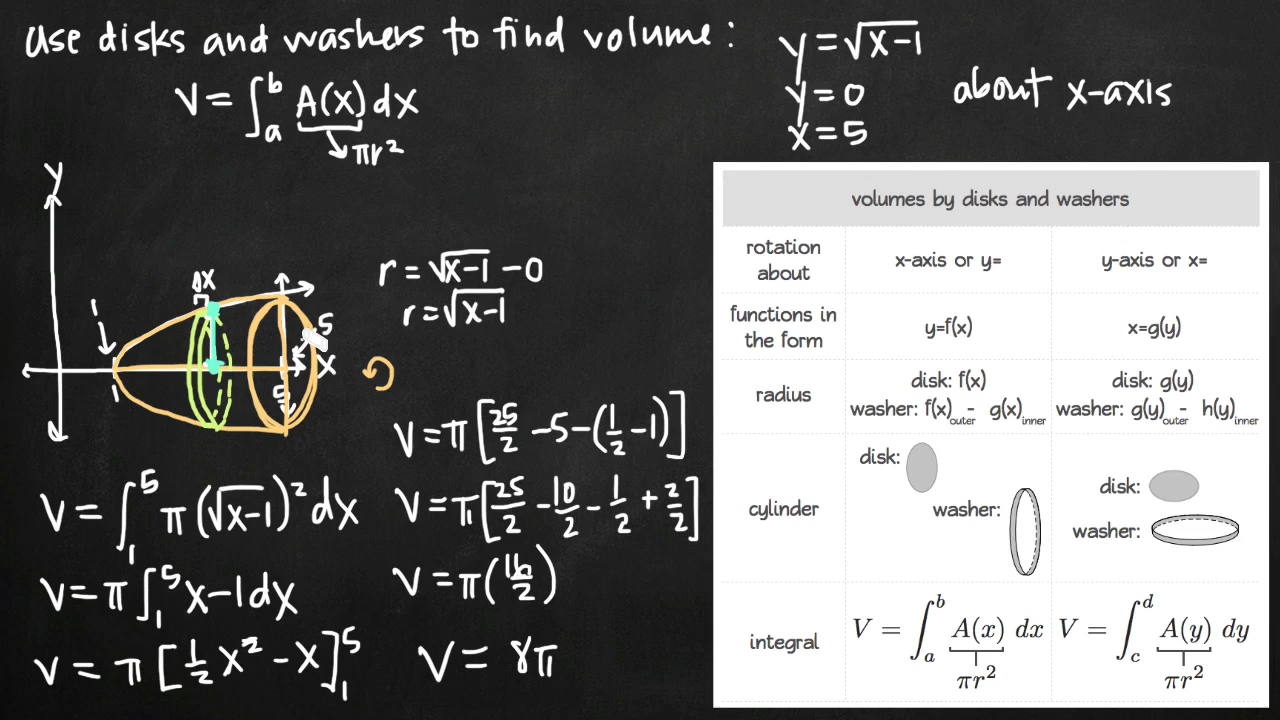 use disks and washers to find volume:
y = √x-1
y = 0
x = 5
about x-axis
V = ∫ₐᵇ A(x) dx
πr²
y
Δx
1
5
x
1
5
r = √x-1 - 0
r = √x-1
V = ∫₁⁵ π (√x-1)² dx
V = π ∫₁⁵ x-1 dx
V = π [½ x² - x]₁⁵
V = π [25/2 - 5 - (1/2 - 1)]
V = π [25/2 - 10/2 - 1/2 + 2/2]
V = π (16/2)
V = 8π
volumes by disks and washers
rotation about
x-axis or y=
y-axis or x=
functions in the form
y=f(x)
x=g(y)
radius
disk: f(x)
washer: f(x)outer - g(x)inner
disk: g(y)
washer: g(y)outer - h(y)inner
cylinder
disk:
washer:
disk:
washer:
integral
V = ∫ₐᵇ A(x) dx
πr²
V = ∫_c^d A(y) dy
πr²